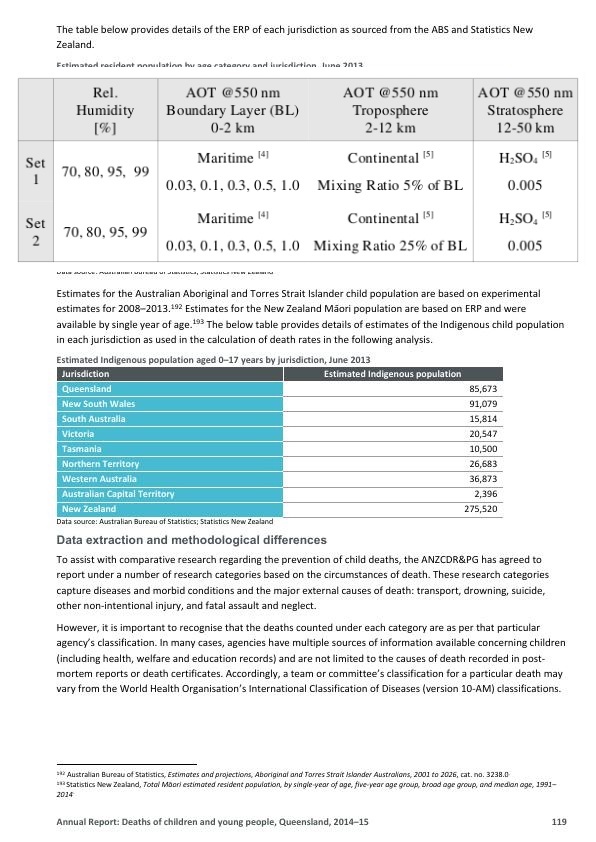 The table below provides details of the ERP of each jurisdiction as sourced from the ABS and Statistics New
Zealand.
Estimated resident population by age category and jurisdiction, June 2013
Rel. Humidity [%] AOT @550 nm Boundary Layer (BL) 0-2 km AOT @550 nm Troposphere 2-12 km AOT @550 nm Stratosphere 12-50 km
Set 1 70, 80, 95, 99 Maritime [4] 0.03, 0.1, 0.3, 0.5, 1.0 Continental [5] Mixing Ratio 5% of BL H₂SO₄ [5] 0.005
Set 2 70, 80, 95, 99 Maritime [4] 0.03, 0.1, 0.3, 0.5, 1.0 Continental [5] Mixing Ratio 25% of BL H₂SO₄ [5] 0.005
Data source: Australian Bureau of Statistics; Statistics New Zealand
Estimates for the Australian Aboriginal and Torres Strait Islander child population are based on experimental
estimates for 2008–2013.¹⁹² Estimates for the New Zealand Māori population are based on ERP and were
available by single year of age.¹⁹³ The below table provides details of estimates of the Indigenous child population
in each jurisdiction as used in the calculation of death rates in the following analysis.
Estimated Indigenous population aged 0–17 years by jurisdiction, June 2013
Jurisdiction Estimated Indigenous population
Queensland 85,673
New South Wales 91,079
South Australia 15,814
Victoria 20,547
Tasmania 10,500
Northern Territory 26,683
Western Australia 36,873
Australian Capital Territory 2,396
New Zealand 275,520
Data source: Australian Bureau of Statistics; Statistics New Zealand
Data extraction and methodological differences
To assist with comparative research regarding the prevention of child deaths, the ANZCDR&PG has agreed to
report under a number of research categories based on the circumstances of death. These research categories
capture diseases and morbid conditions and the major external causes of death: transport, drowning, suicide,
other non-intentional injury, and fatal assault and neglect.
However, it is important to recognise that the deaths counted under each category are as per that particular
agency's classification. In many cases, agencies have multiple sources of information available concerning children
(including health, welfare and education records) and are not limited to the causes of death recorded in post-
mortem reports or death certificates. Accordingly, a team or committee's classification for a particular death may
vary from the World Health Organisation's International Classification of Diseases (version 10-AM) classifications.
¹⁹² Australian Bureau of Statistics, Estimates and projections, Aboriginal and Torres Strait Islander Australians, 2001 to 2026, cat. no. 3238.0
¹⁹³ Statistics New Zealand, Total Māori estimated resident population, by single-year of age, five-year age group, broad age group, and median age, 1991–
2014
Annual Report: Deaths of children and young people, Queensland, 2014–15 119